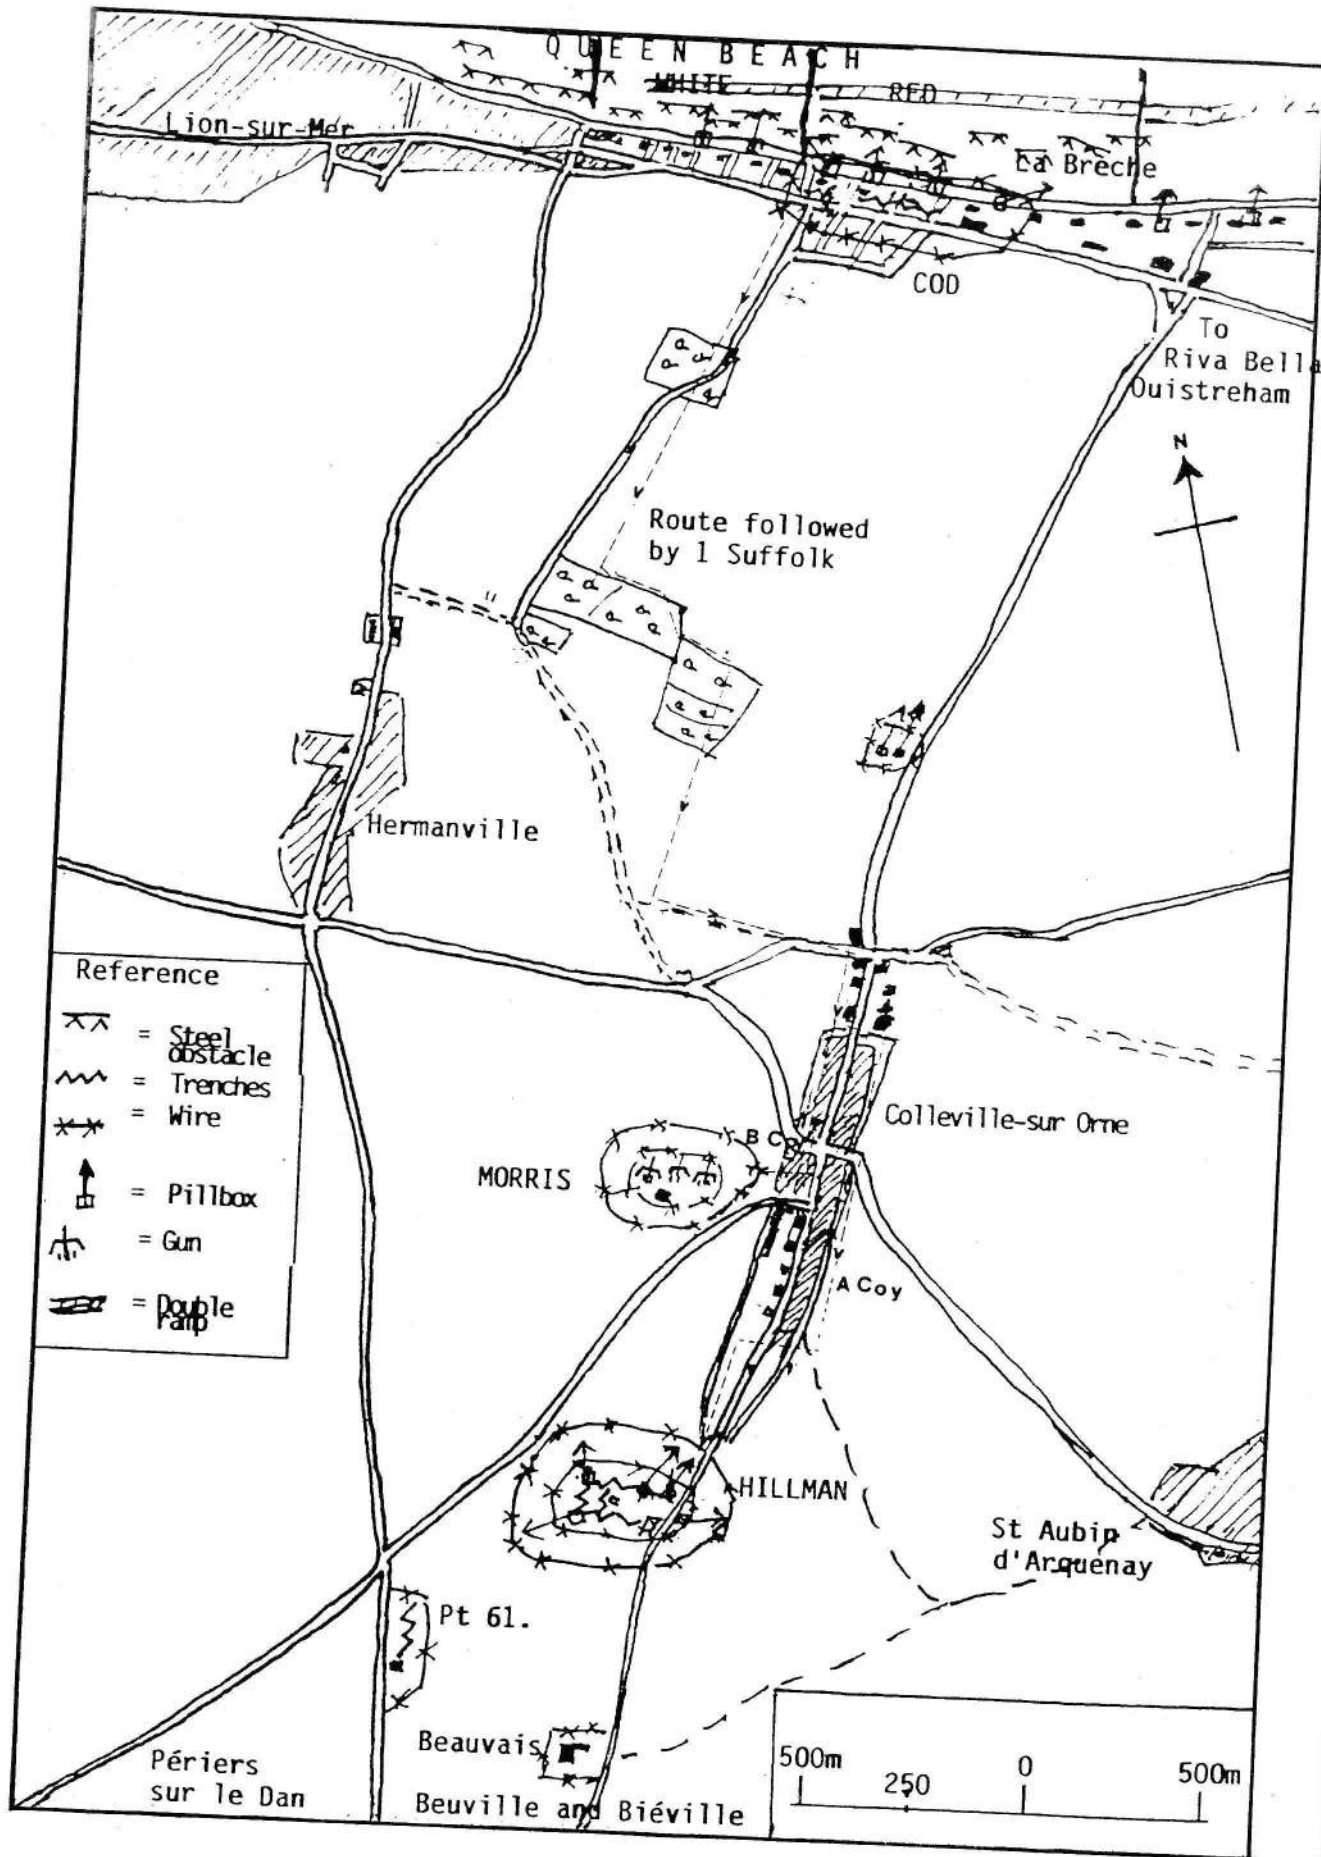 QUEEN BEACH
WHITE
RED
Lion-sur-Mer
La Breche
COD
To
Riva Bella
Ouistreham
N
Route followed
by 1 Suffolk
Hermanville
Reference
= Steel
obstacle
= Trenches
= Wire
= Pillbox
= Gun
= Double
ramp
Colleville-sur Orne
B Coy
MORRIS
A Coy
HILLMAN
St Aubin
d'Arquenay
Pt 61.
Beauvais
Périers
sur le Dan
Beuville and Biéville
500m
250
0
500m